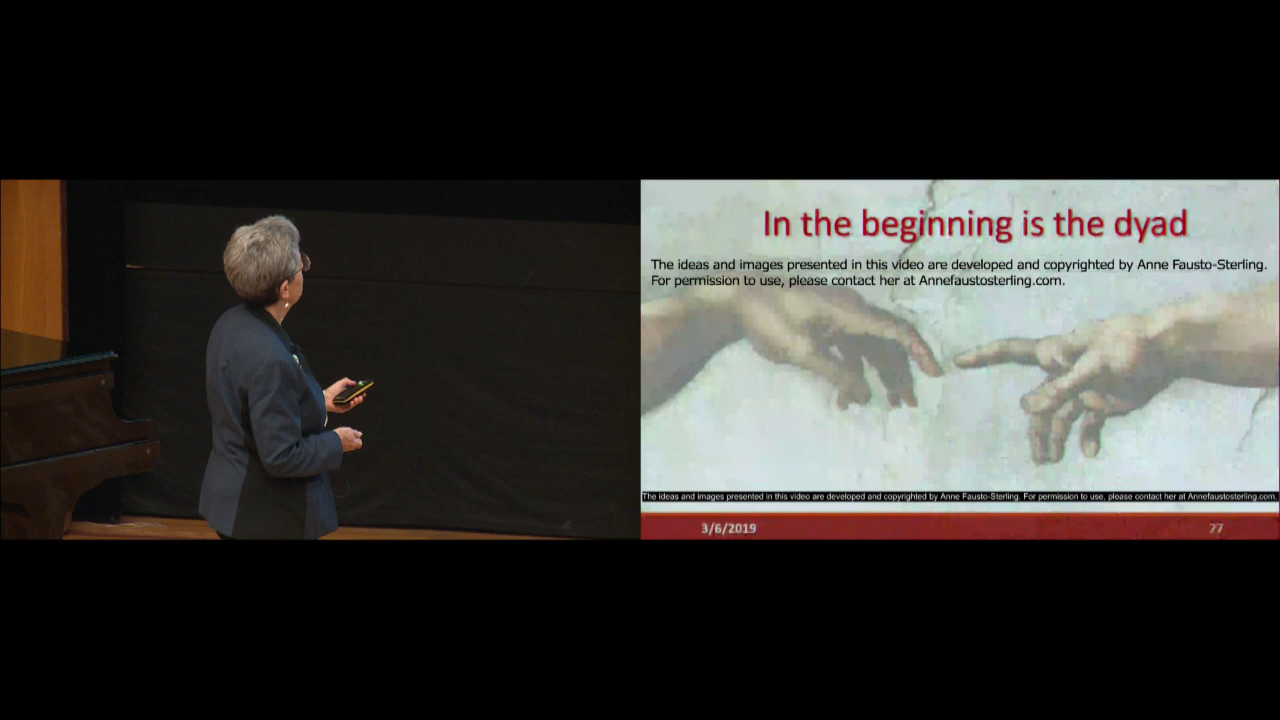 In the beginning is the dyad
The ideas and images presented in this video are developed and copyrighted by Anne Fausto-Sterling.
For permission to use, please contact her at Annefaustosterling.com.
The ideas and images presented in this video are developed and copyrighted by Anne Fausto-Sterling. For permission to use, please contact her at Annefaustosterling.com.
3/6/2019
27